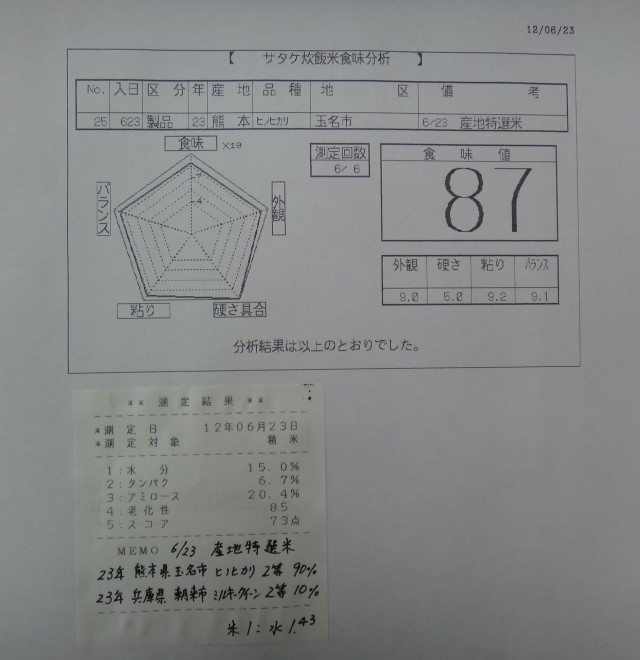 12/06/23
【 サタケ炊飯米食味分析 】
No. 入日 区分 年 産地 品種 地区 備考
25 623 製品 23 熊本 ヒノヒカリ 玉名市 6/23 産地特選米
食味 ×10
7
4
外観
硬さ具合
粘り
バランス
測定回数
6/ 6
食味値
87
外観 硬さ 粘り バランス
9.0 5.0 9.2 9.1
分析結果は以上のとおりでした。
** 測定結果 **
*測定日 12年06月23日
*測定対象 精米
1:水 分 15.0%
2:タンパク 6.7%
3:アミロース 20.4%
4:老化性 85
5:スコア 73点
MEMO 6/23 産地特選米
23年 熊本県玉名市 ヒノヒカリ 2等 90%
23年 兵庫県 朝来市 ミルキークイーン 2等 10%
米1:水1.43